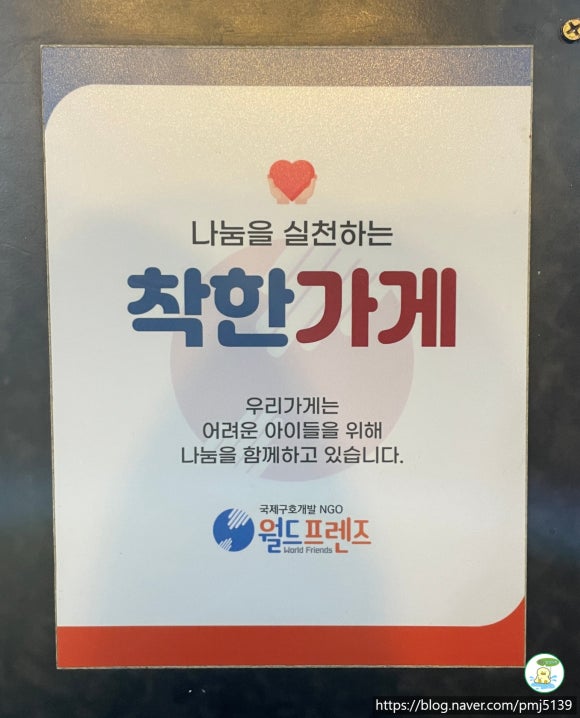 나눔을 실천하는
착한가게
우리가게는
어려운 아이들을 위해
나눔을 함께하고 있습니다.
국제구호개발 NGO
월드프렌즈
World Friends
https://blog.naver.com/pmj5139